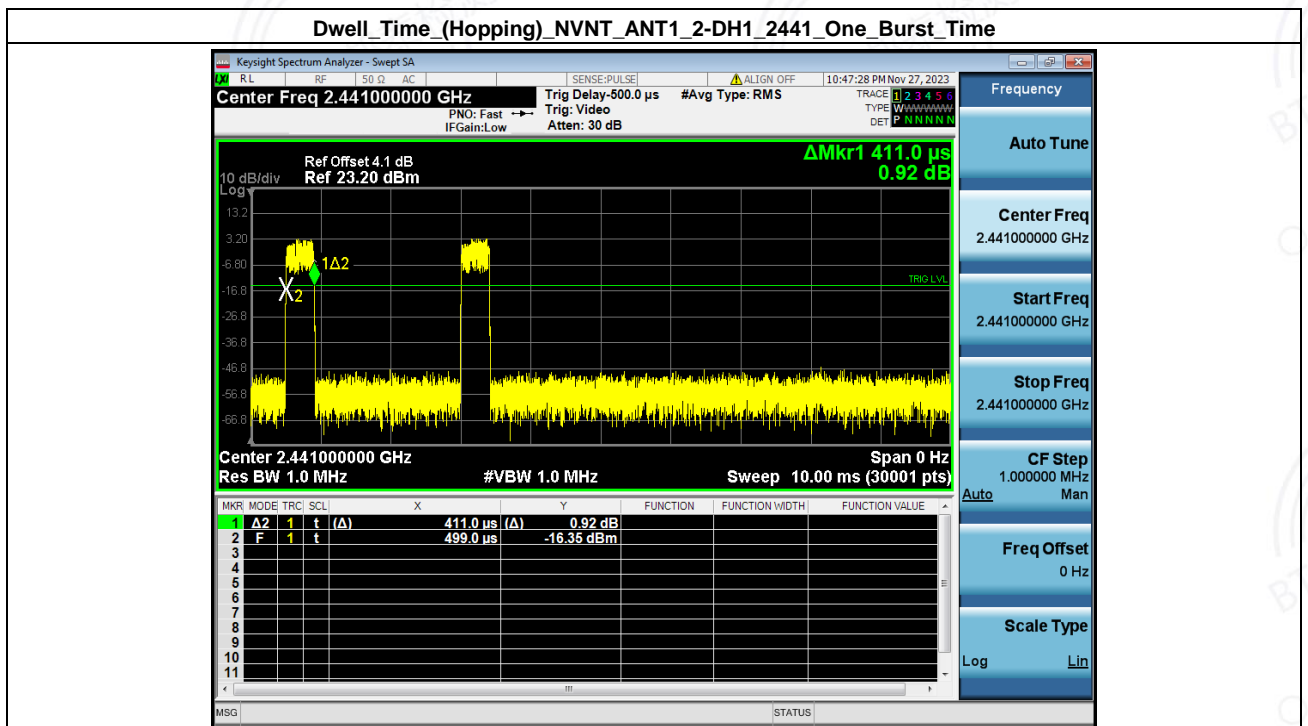 Dwell_Time_(Hopping)_NVNT_ANT1_2-DH1_2441_One_Burst_Time
Keysight Spectrum Analyzer - Swept SA
LXI RL RF 50 Ω AC SENSE:PULSE ALIGN OFF 10:47:28 PM Nov 27, 2023
Center Freq 2.441000000 GHz
PNO: Fast
IFGain:Low
Trig Delay-500.0 µs
Trig: Video
Atten: 30 dB
#Avg Type: RMS
TRACE 1 2 3 4 5 6
TYPE WWWWWWW
DET P N N N N N
ΔMkr1 411.0 µs
0.92 dB
Ref Offset 4.1 dB
10 dB/div Ref 23.20 dBm
Log
13.2
3.20
-6.80
-16.8
-26.8
-36.8
-46.8
-56.8
-66.8
1Δ2
X2
TRIG LVL
Center 2.441000000 GHz Span 0 Hz
Res BW 1.0 MHz #VBW 1.0 MHz Sweep 10.00 ms (30001 pts)
MKR MODE TRC SCL X Y FUNCTION FUNCTION WIDTH FUNCTION VALUE
1 Δ2 1 t (Δ) 411.0 µs (Δ) 0.92 dB
2 F 1 t 499.0 µs -16.35 dBm
3
4
5
6
7
8
9
10
11
MSG STATUS
Frequency
Auto Tune
Center Freq
2.441000000 GHz
Start Freq
2.441000000 GHz
Stop Freq
2.441000000 GHz
CF Step
1.000000 MHz
Auto Man
Freq Offset
0 Hz
Scale Type
Log Lin